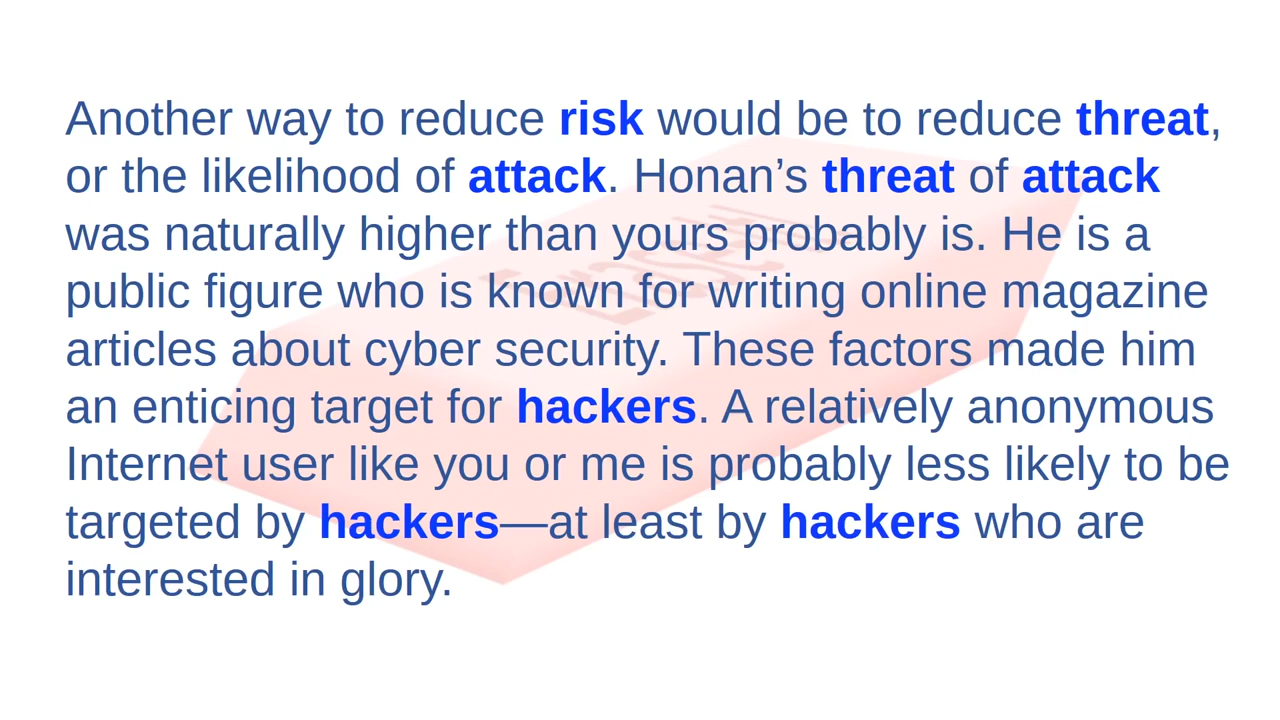 Another way to reduce risk would be to reduce threat,
or the likelihood of attack. Honan’s threat of attack
was naturally higher than yours probably is. He is a
public figure who is known for writing online magazine
articles about cyber security. These factors made him
an enticing target for hackers. A relatively anonymous
Internet user like you or me is probably less likely to be
targeted by hackers—at least by hackers who are
interested in glory.